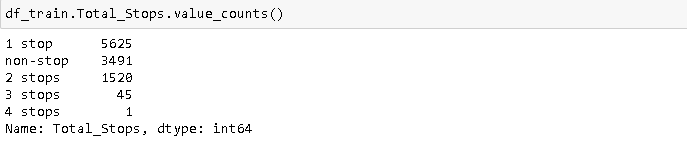 df_train.Total_Stops.value_counts()
1 stop      5625
non-stop    3491
2 stops     1520
3 stops       45
4 stops        1
Name: Total_Stops, dtype: int64